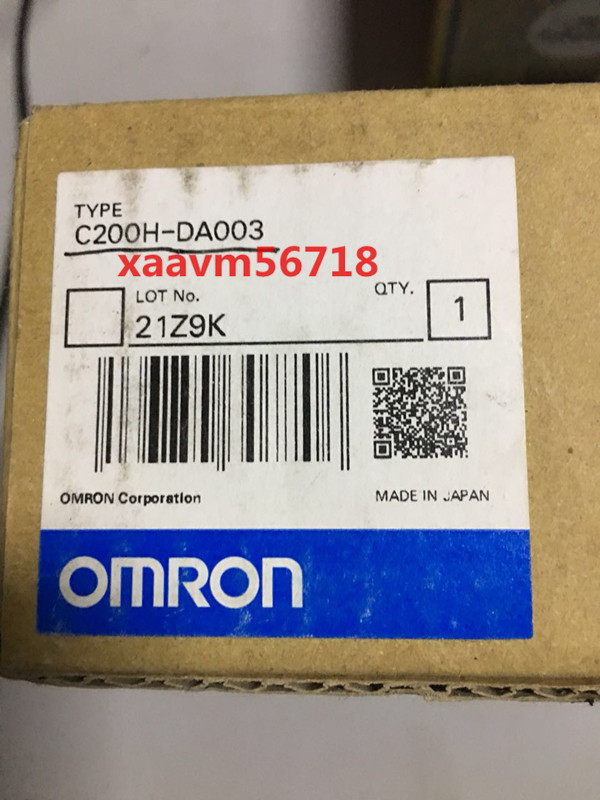 TYPE
C200H-DA003
xaavm56718
LOT No.
QTY.
21Z9K
1
OMRON Corporation
MADE IN JAPAN
OMRON